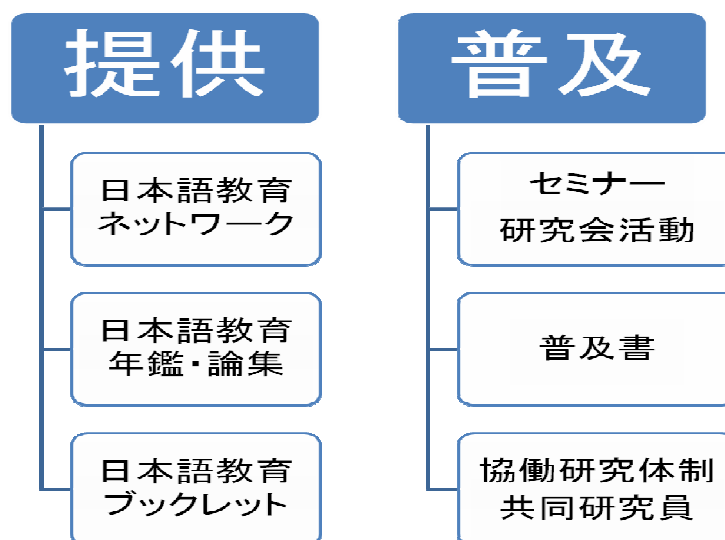 提供
日本語教育
ネットワーク
日本語教育
年鑑・論集
日本語教育
ブックレット
普及
セミナー
研究会活動
普及書
協働研究体制
共同研究員